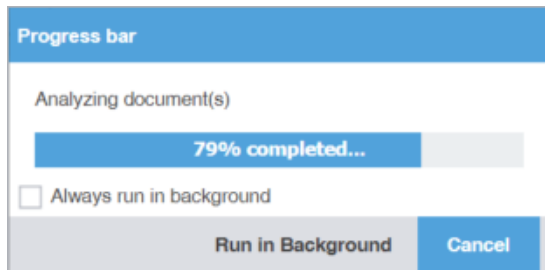 Progress bar
Analyzing document(s)
79% completed...
Always run in background
Run in Background Cancel